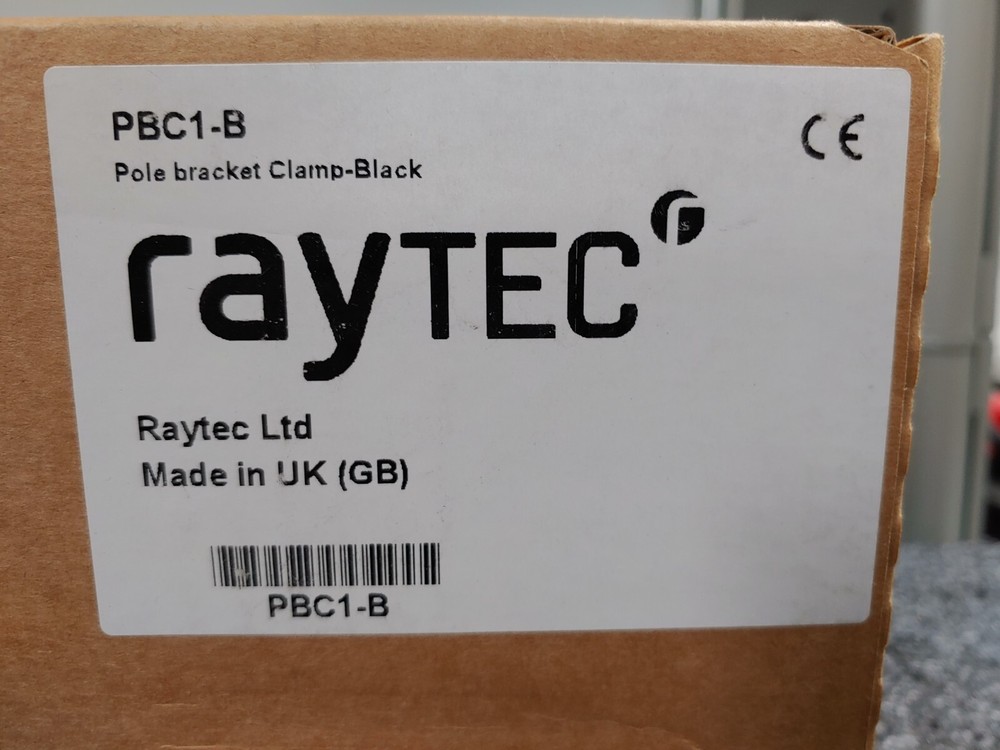 PBC1-B
CE
Pole bracket Clamp-Black
rayTEC
Raytec Ltd
Made in UK (GB)
PBC1-B